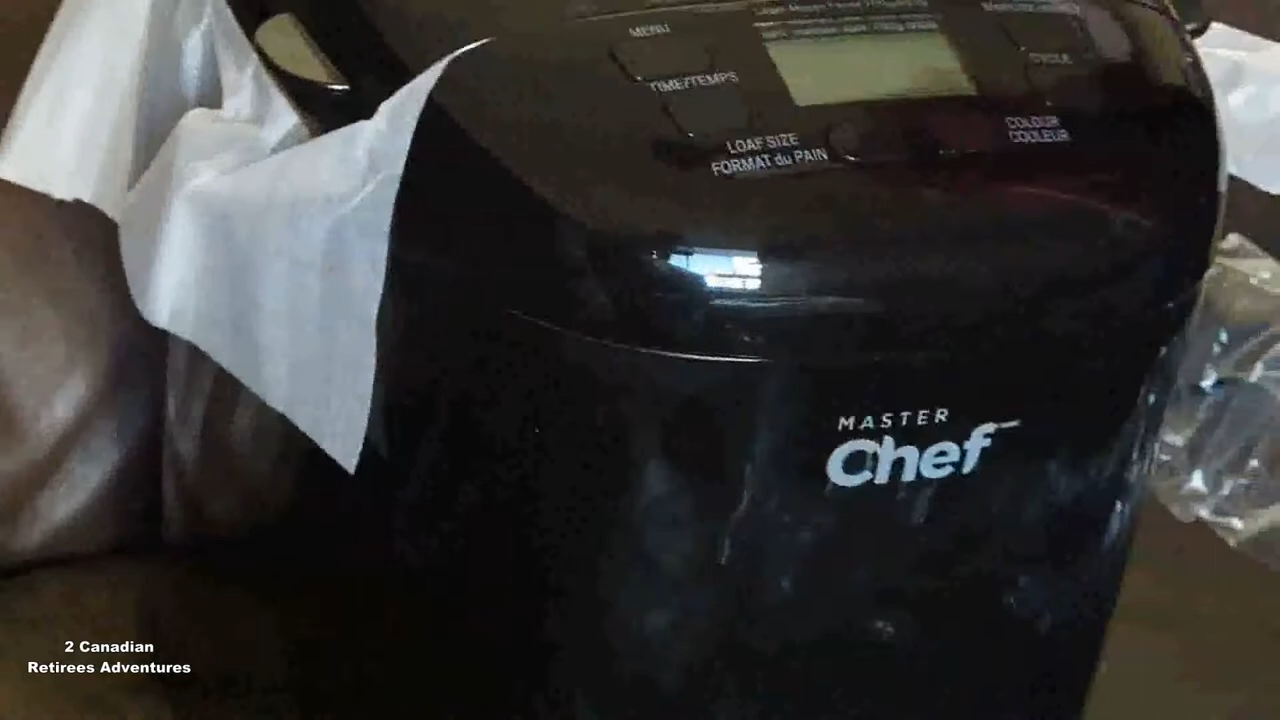 MENU
TIME/TEMPS
LOAF SIZE
FORMAT du PAIN
CYCLE
COLOUR
COULEUR
MASTER
Chef
2 Canadian
Retirees Adventures